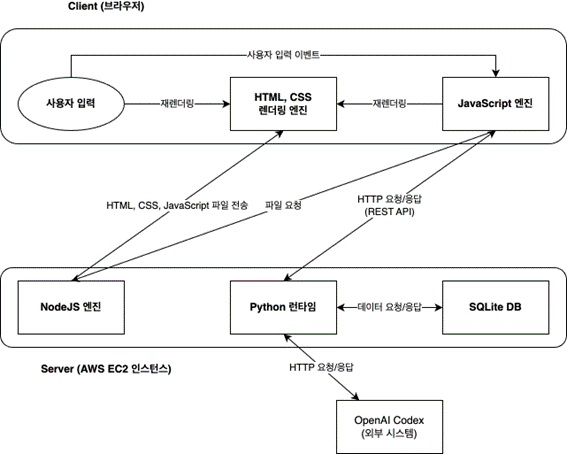 Client (브라우저)
사용자 입력 이벤트
사용자 입력
재렌더링
HTML, CSS
렌더링 엔진
재렌더링
JavaScript 엔진
HTML, CSS, JavaScript 파일 전송
파일 요청
HTTP 요청/응답
(REST API)
NodeJS 엔진
Python 런타임
데이터 요청/응답
SQLite DB
Server (AWS EC2 인스턴스)
HTTP 요청/응답
OpenAI Codex
(외부 시스템)